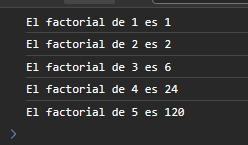 El factorial de 1 es 1
El factorial de 2 es 2
El factorial de 3 es 6
El factorial de 4 es 24
El factorial de 5 es 120
>